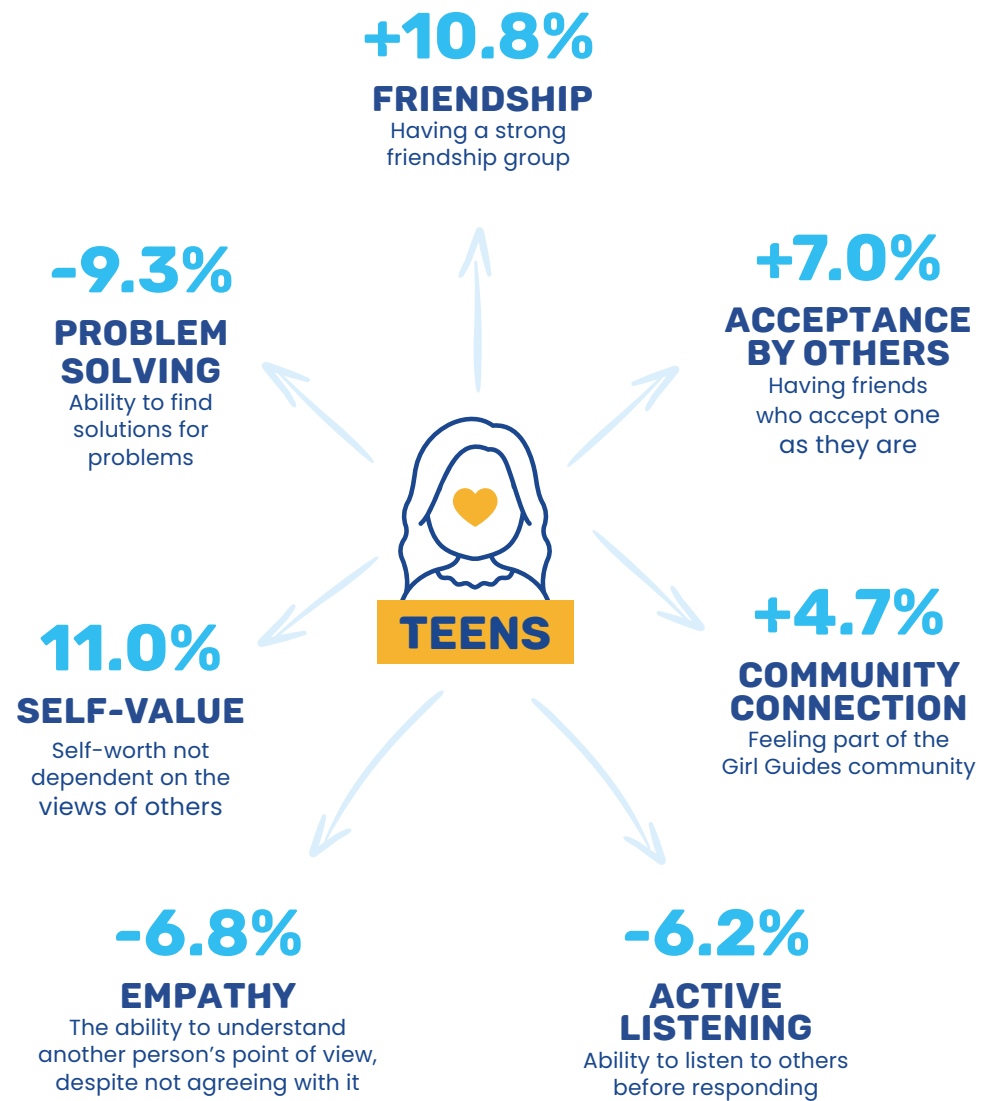 +10.8%
FRIENDSHIP
Having a strong
friendship group
+7.0%
ACCEPTANCE
BY OTHERS
Having friends
who accept one
as they are
+4.7%
COMMUNITY
CONNECTION
Feeling part of the
Girl Guides community
-6.2%
ACTIVE
LISTENING
Ability to listen to others
before responding
-6.8%
EMPATHY
The ability to understand
another person's point of view,
despite not agreeing with it
11.0%
SELF-VALUE
Self-worth not
dependent on the
views of others
-9.3%
PROBLEM
SOLVING
Ability to find
solutions for
problems
TEENS